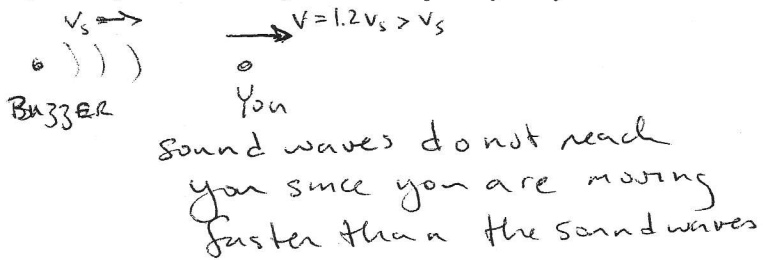 Vs → V = 1.2 Vs > Vs
BuzzER
You
sound waves do not reach
you since you are moving
faster than the sound waves